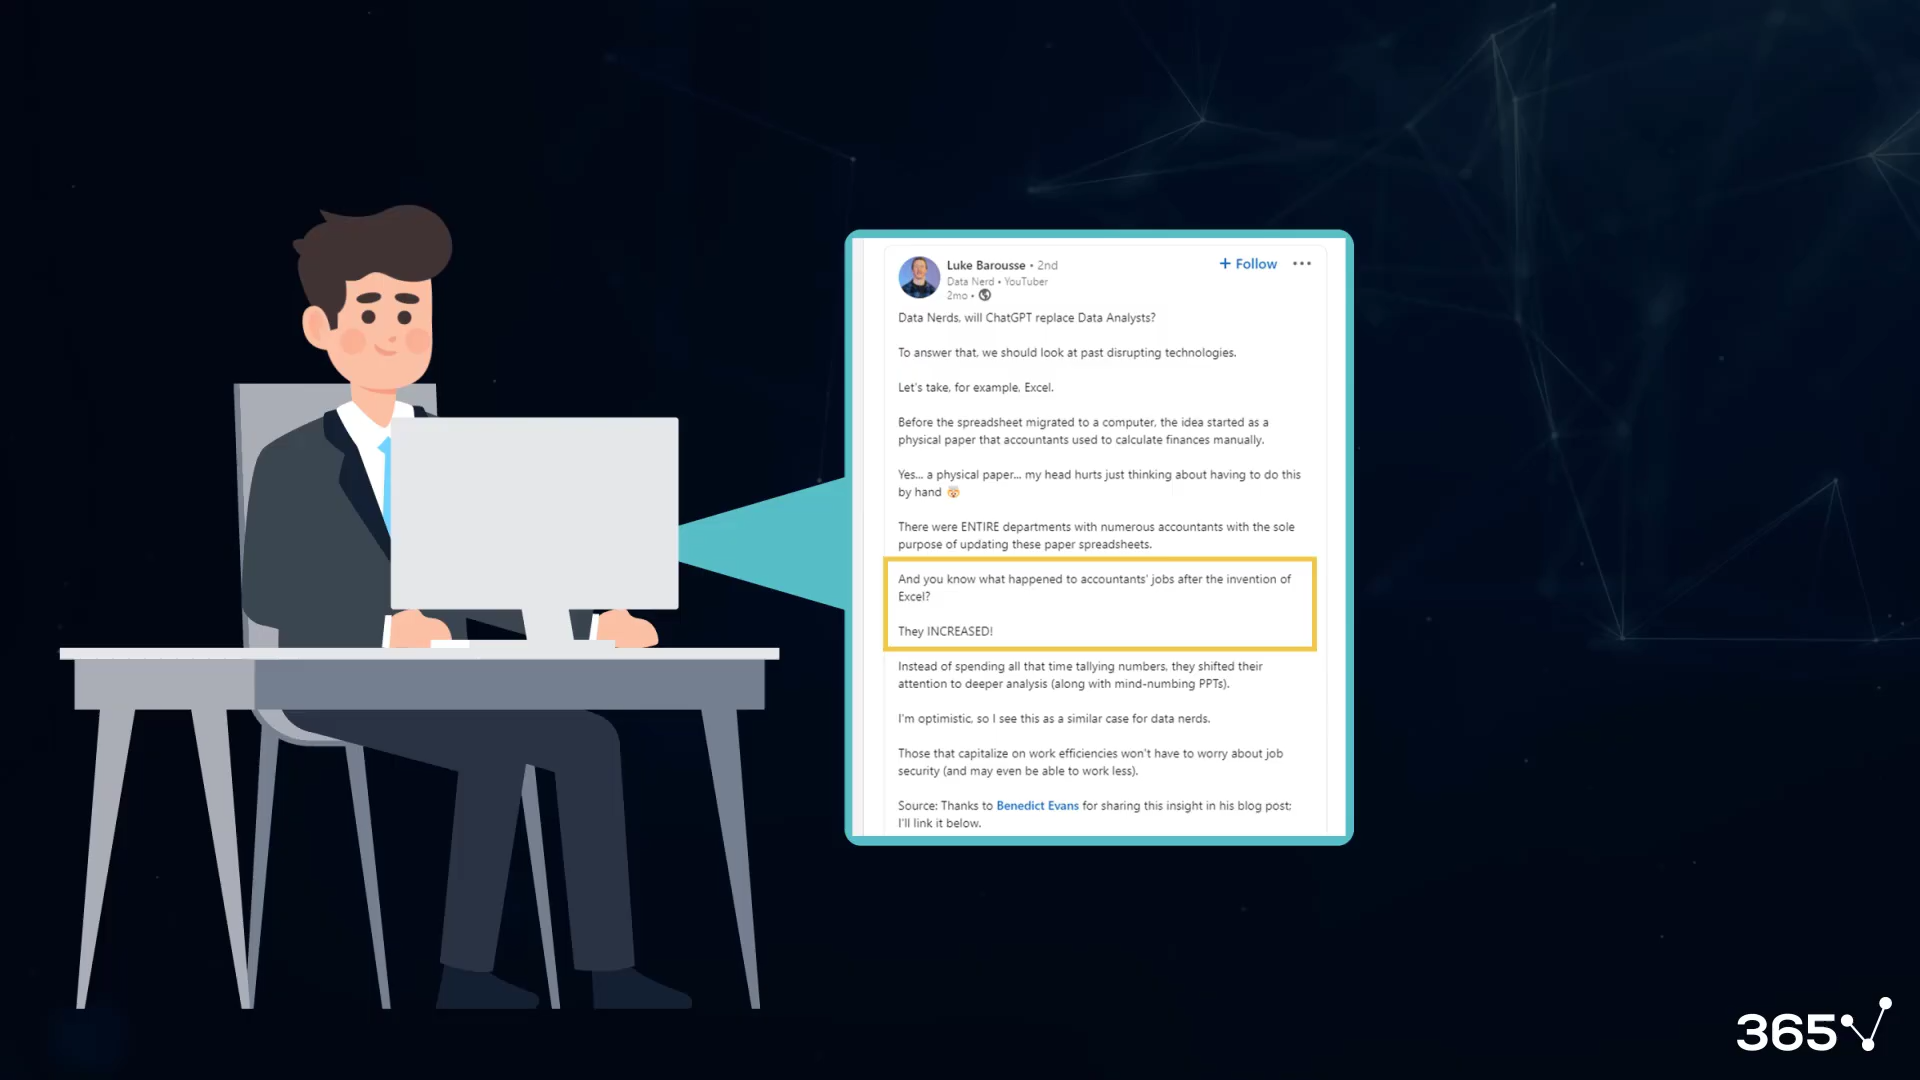 Luke Barousse • 2nd
+ Follow
Data Nerd • YouTuber
2mo •
Data Nerds, will ChatGPT replace Data Analysts?
To answer that, we should look at past disrupting technologies.
Let's take, for example, Excel.
Before the spreadsheet migrated to a computer, the idea started as a
physical paper that accountants used to calculate finances manually.
Yes... a physical paper... my head hurts just thinking about having to do this
by hand 🤯
There were ENTIRE departments with numerous accountants with the sole
purpose of updating these paper spreadsheets.
And you know what happened to accountants' jobs after the invention of
Excel?
They INCREASED!
Instead of spending all that time tallying numbers, they shifted their
attention to deeper analysis (along with mind-numbing PPTs).
I'm optimistic, so I see this as a similar case for data nerds.
Those that capitalize on work efficiencies won't have to worry about job
security (and may even be able to work less).
Source: Thanks to Benedict Evans for sharing this insight in his blog post;
I'll link it below.
365